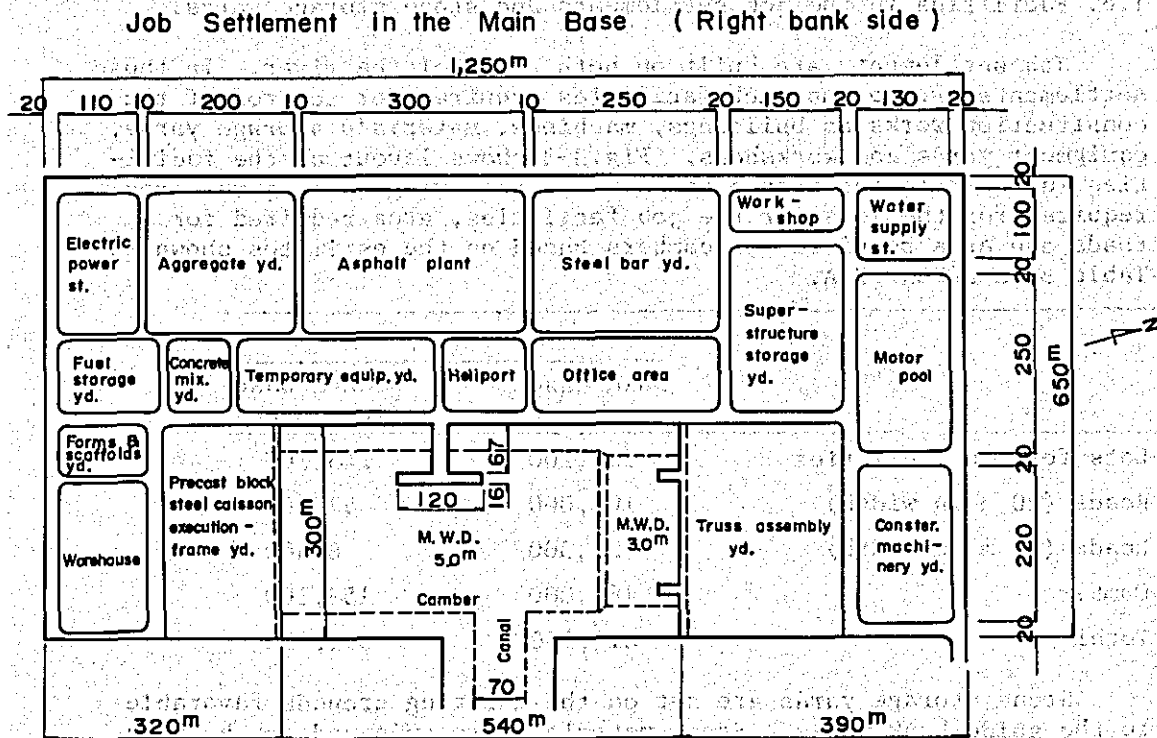 Job Settlement in the Main Base (Right bank side)
1,250m
20 110 10 200 10 300 10 250 20 150 20 130 20
Electric
power
st.
Aggregate yd.
Asphalt plant
Steel bar yd.
Work-
shop
Water
supply
st.
Super-
structure
storage
yd.
Motor
pool
Fuel
storage
yd.
Concrete
mix.
yd.
Temporary equip. yd.
Heliport
Office area
Forms &
scaffolds
yd.
Warehouse
Precast block
steel caisson
execution-
frame yd.
300m
120
16
67
M.W.D.
5.0m
Camber
Canal
70
M.W.D.
3.0m
Truss assembly
yd.
Conster.
machi-
nery yd.
20
100
20
250
20
220
20
650m
N
320m 540m 390m